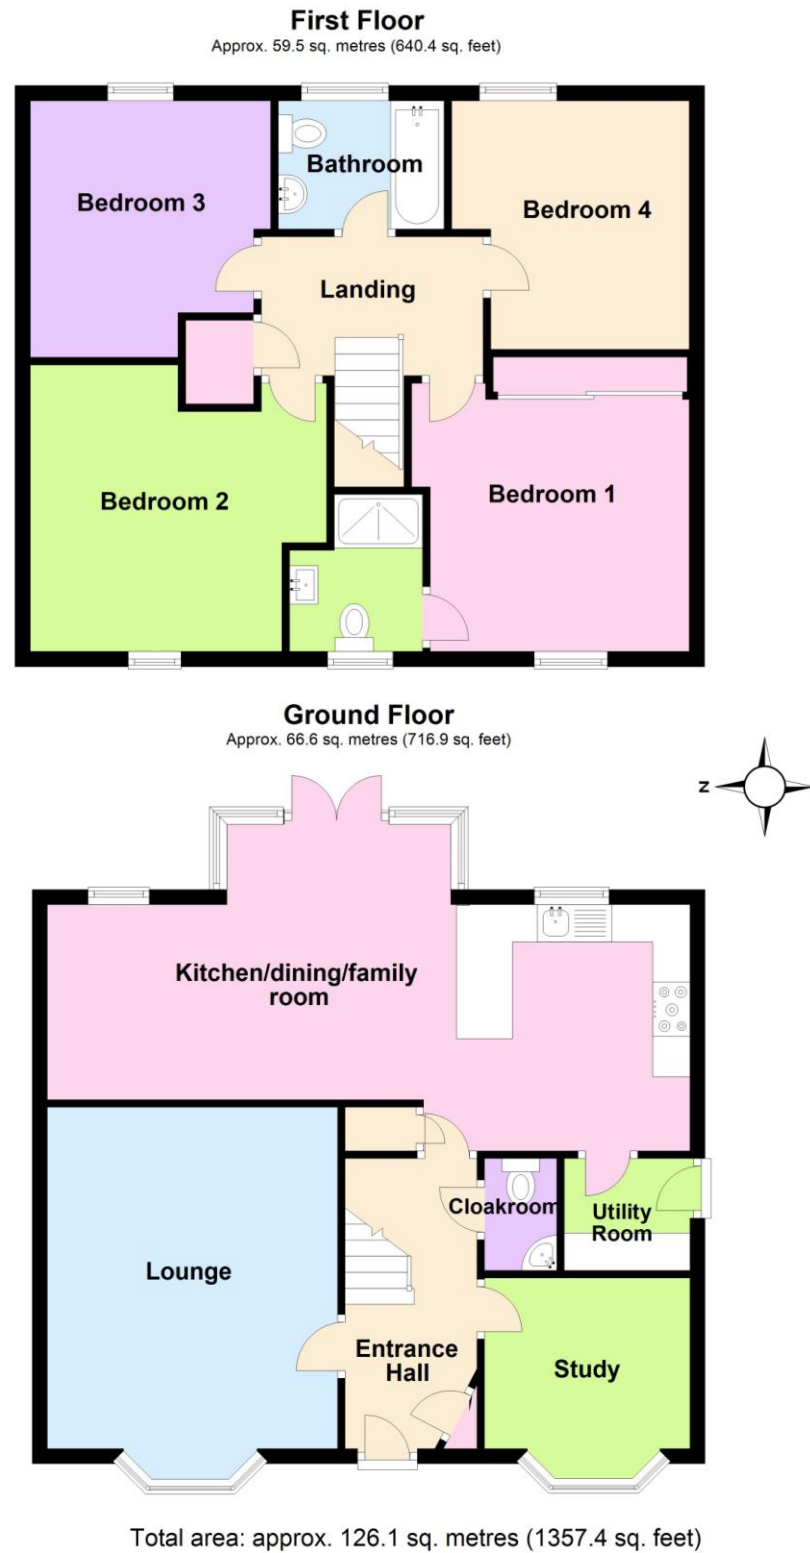 First Floor
Approx. 59.5 sq. metres (640.4 sq. feet)
Bedroom 3
Bathroom
Bedroom 4
Landing
Bedroom 2
Bedroom 1
Ground Floor
Approx. 66.6 sq. metres (716.9 sq. feet)
N
Kitchen/dining/family
room
Cloakroom
Utility
Room
Lounge
Entrance
Hall
Study
Total area: approx. 126.1 sq. metres (1357.4 sq. feet)